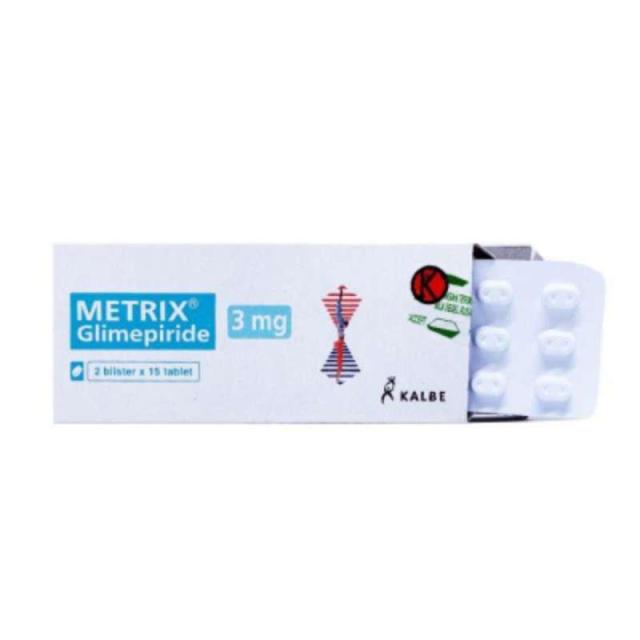 METRIX®
Glimepiride
3 mg
2 blister x 15 tablet
K
KALBE